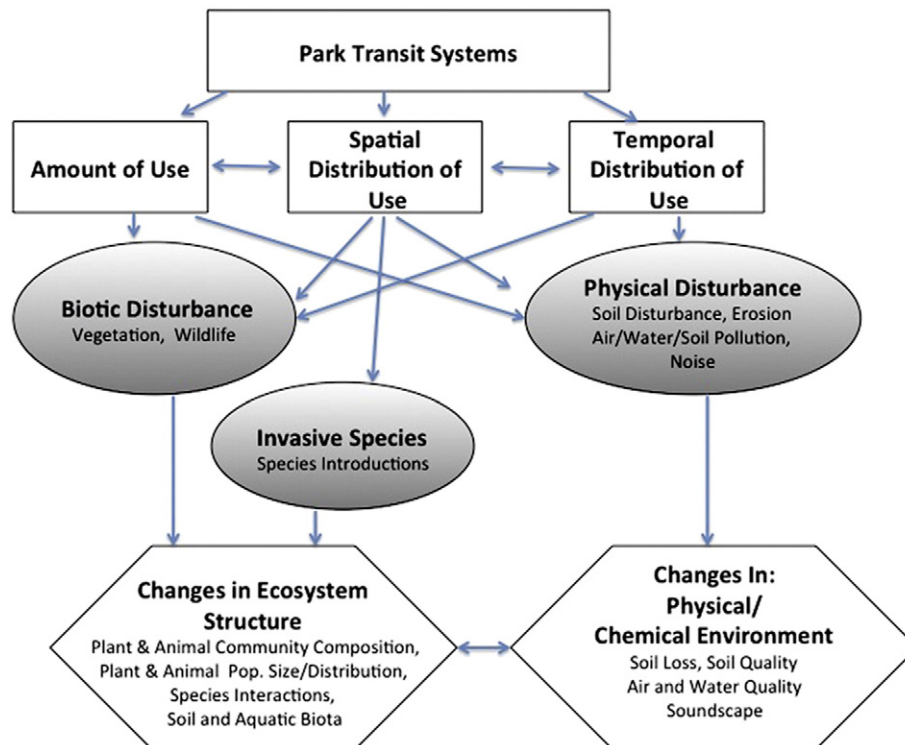 Park Transit Systems
Amount of Use
Spatial
Distribution of
Use
Temporal
Distribution of
Use
Biotic Disturbance
Vegetation, Wildlife
Physical Disturbance
Soil Disturbance, Erosion
Air/Water/Soil Pollution,
Noise
Invasive Species
Species Introductions
Changes in Ecosystem
Structure
Plant & Animal Community Composition,
Plant & Animal Pop. Size/Distribution,
Species Interactions,
Soil and Aquatic Biota
Changes In:
Physical/
Chemical Environment
Soil Loss, Soil Quality
Air and Water Quality
Soundscape